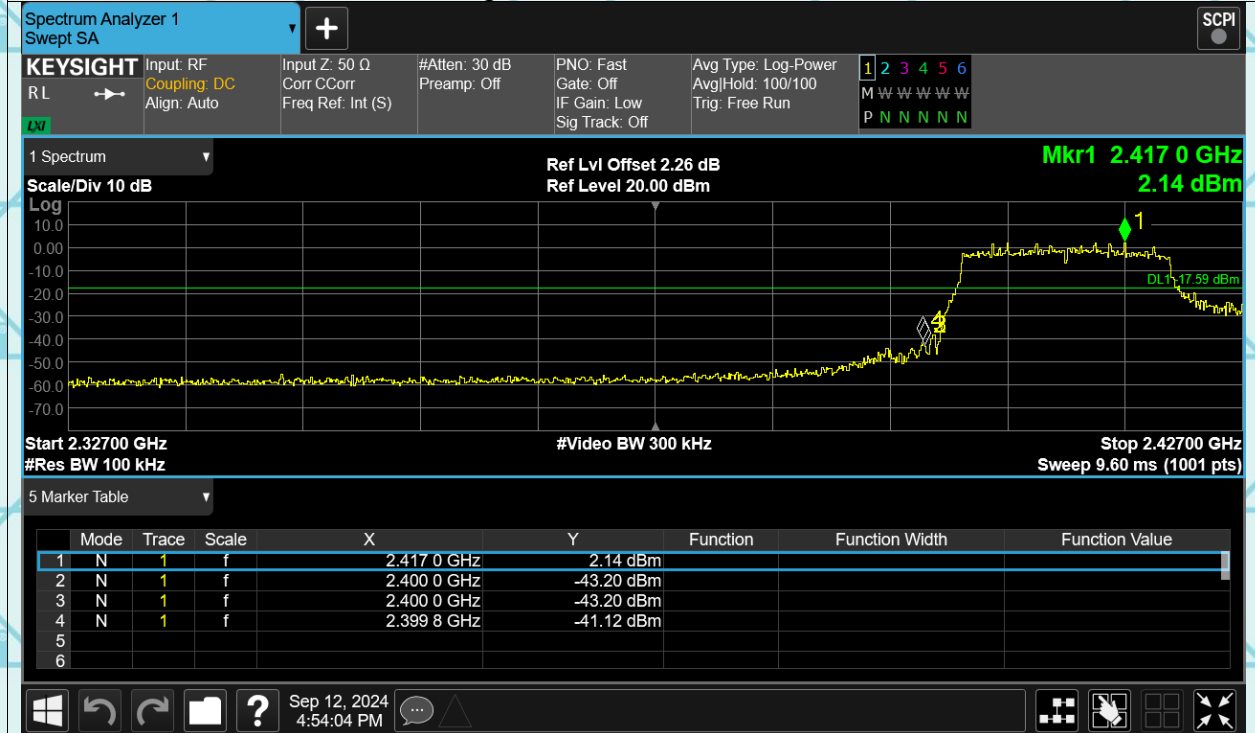 Spectrum Analyzer 1
Swept SA
SCPI
KEYSIGHT
RL
LXI
Input: RF
Coupling: DC
Align: Auto
Input Z: 50 Ω
Corr CCorr
Freq Ref: Int (S)
#Atten: 30 dB
Preamp: Off
PNO: Fast
Gate: Off
IF Gain: Low
Sig Track: Off
Avg Type: Log-Power
Avg|Hold: 100/100
Trig: Free Run
1 2 3 4 5 6
M W W W W W
P N N N N N
1 Spectrum
Scale/Div 10 dB
Ref Lvl Offset 2.26 dB
Ref Level 20.00 dBm
Mkr1 2.417 0 GHz
2.14 dBm
Log
10.0
0.00
-10.0
-20.0
-30.0
-40.0
-50.0
-60.0
-70.0
1
DL1 -17.59 dBm
Start 2.32700 GHz
#Res BW 100 kHz
#Video BW 300 kHz
Stop 2.42700 GHz
Sweep 9.60 ms (1001 pts)
5 Marker Table
Mode Trace Scale X Y Function Function Width Function Value
1 N 1 f 2.417 0 GHz 2.14 dBm
2 N 1 f 2.400 0 GHz -43.20 dBm
3 N 1 f 2.400 0 GHz -43.20 dBm
4 N 1 f 2.399 8 GHz -41.12 dBm
5
6
?
Sep 12, 2024
4:54:04 PM